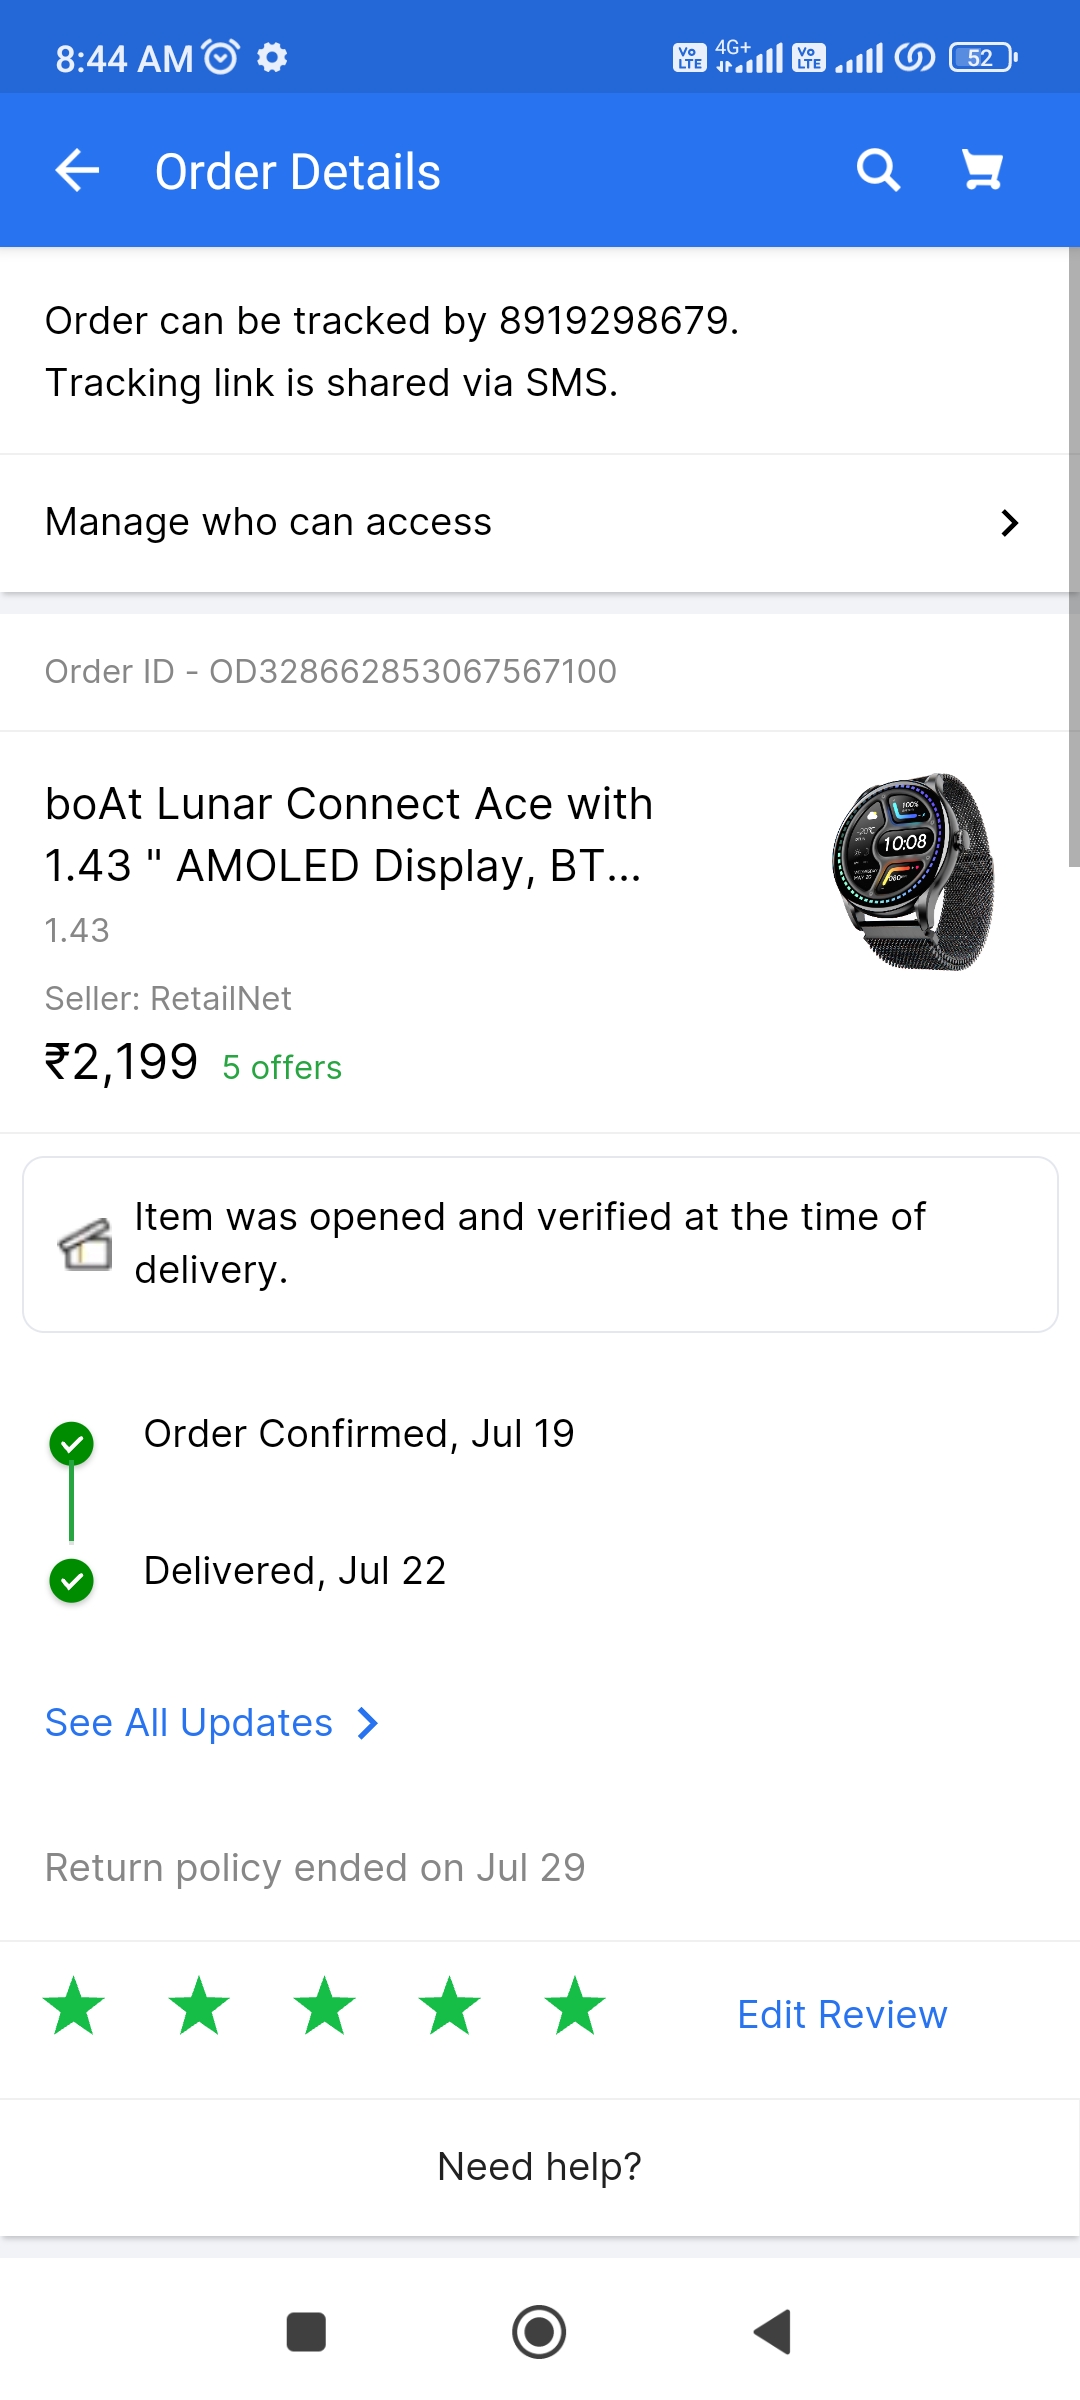 8:44 AM
Vo LTE 4G+ Vo LTE 52
Order Details
Order can be tracked by 8919298679.
Tracking link is shared via SMS.
Manage who can access
Order ID - OD328662853067567100
boAt Lunar Connect Ace with
1.43 " AMOLED Display, BT...
1.43
Seller: RetailNet
₹2,199 5 offers
100%
10:08
Item was opened and verified at the time of
delivery.
Order Confirmed, Jul 19
Delivered, Jul 22
See All Updates
Return policy ended on Jul 29
Edit Review
Need help?